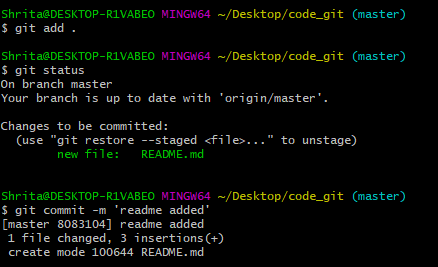 Shrita@DESKTOP-R1VABEO MINGW64 ~/Desktop/code_git (master)
$ git add .
Shrita@DESKTOP-R1VABEO MINGW64 ~/Desktop/code_git (master)
$ git status
On branch master
Your branch is up to date with 'origin/master'.
Changes to be committed:
  (use "git restore --staged <file>..." to unstage)
        new file:   README.md
Shrita@DESKTOP-R1VABEO MINGW64 ~/Desktop/code_git (master)
$ git commit -m 'readme added'
[master 8083104] readme added
 1 file changed, 3 insertions(+)
 create mode 100644 README.md